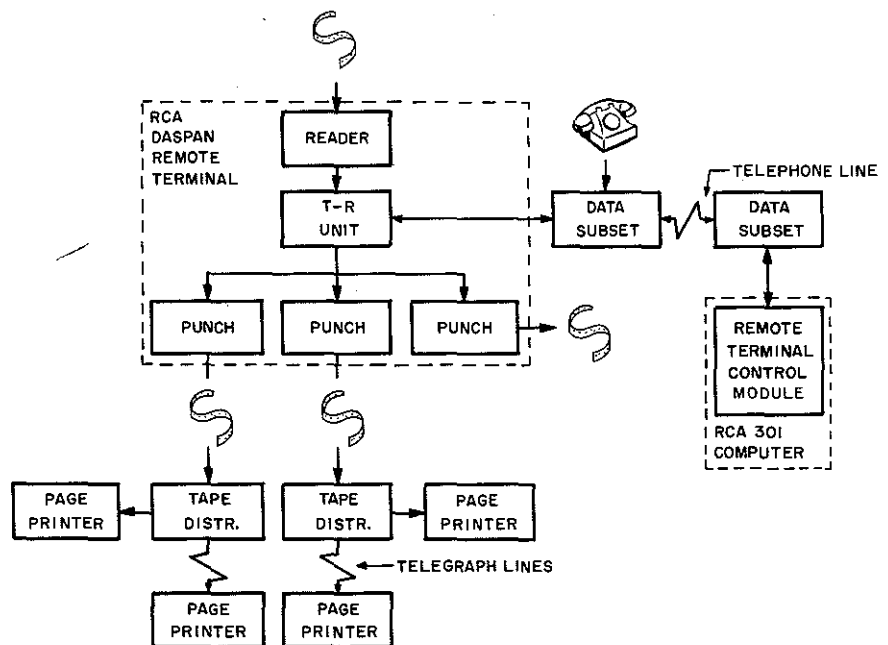 RCA
DASPAN
REMOTE
TERMINAL
READER
T-R
UNIT
TELEPHONE LINE
DATA
SUBSET
DATA
SUBSET
PUNCH
PUNCH
PUNCH
REMOTE
TERMINAL
CONTROL
MODULE
RCA 301
COMPUTER
PAGE
PRINTER
TAPE
DISTR.
TAPE
DISTR.
PAGE
PRINTER
TELEGRAPH LINES
PAGE
PRINTER
PAGE
PRINTER